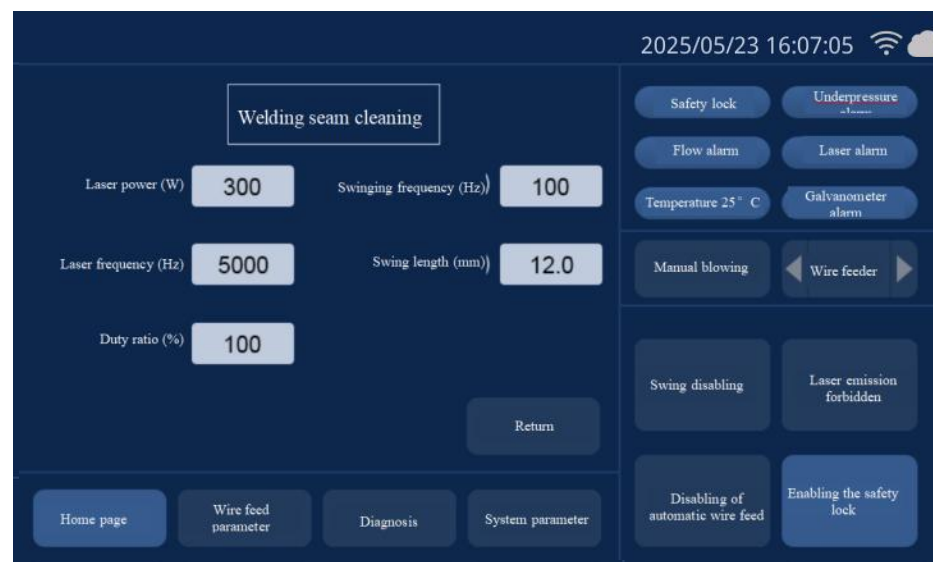 2025/05/23 16:07:05
Welding seam cleaning
Laser power (W)
300
Swinging frequency (Hz))
100
Laser frequency (Hz)
5000
Swing length (mm))
12.0
Duty ratio (%)
100
Return
Home page
Wire feed
parameter
Diagnosis
System parameter
Safety lock
Underpressure
alarm
Flow alarm
Laser alarm
Temperature 25° C
Galvanometer
alarm
Manual blowing
Wire feeder
Swing disabling
Laser emission
forbidden
Disabling of
automatic wire feed
Enabling the safety
lock